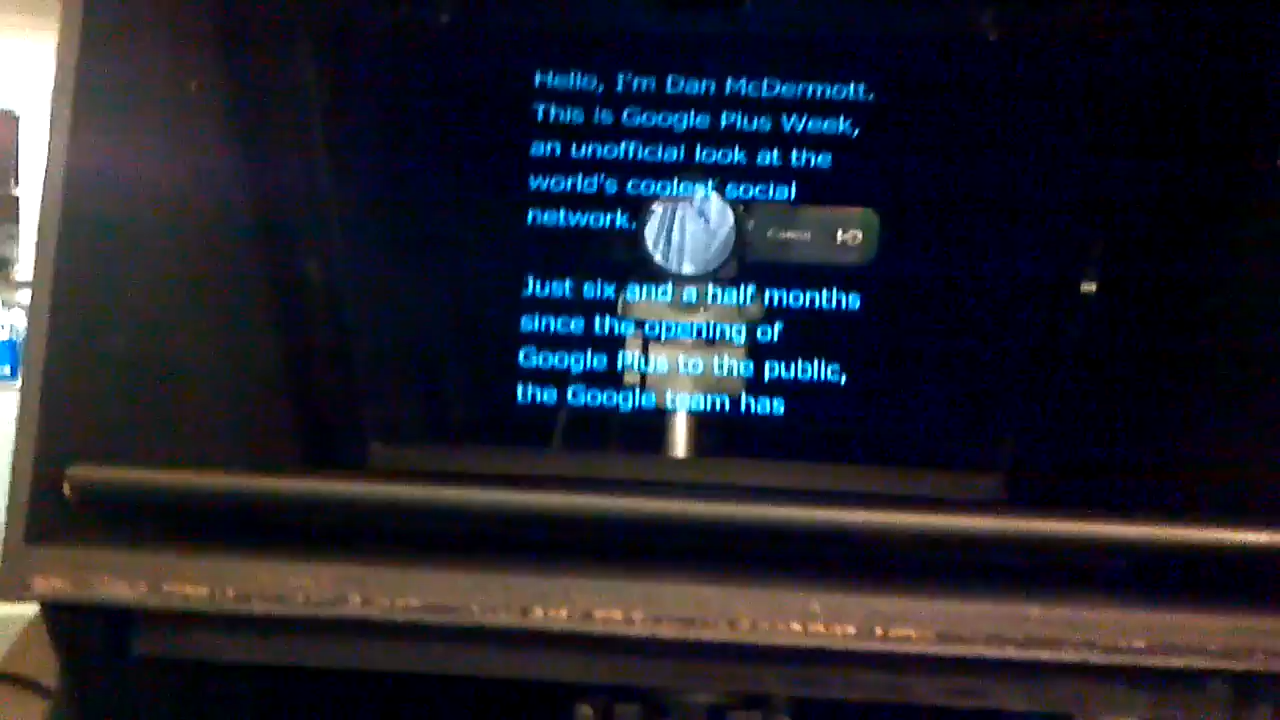 Hello, I'm Dan McDermott.
This is Google Plus Week,
an unofficial look at the
world's coolest social
network.
Canon
Just six and a half months
since the opening of
Google Plus to the public,
the Google team has